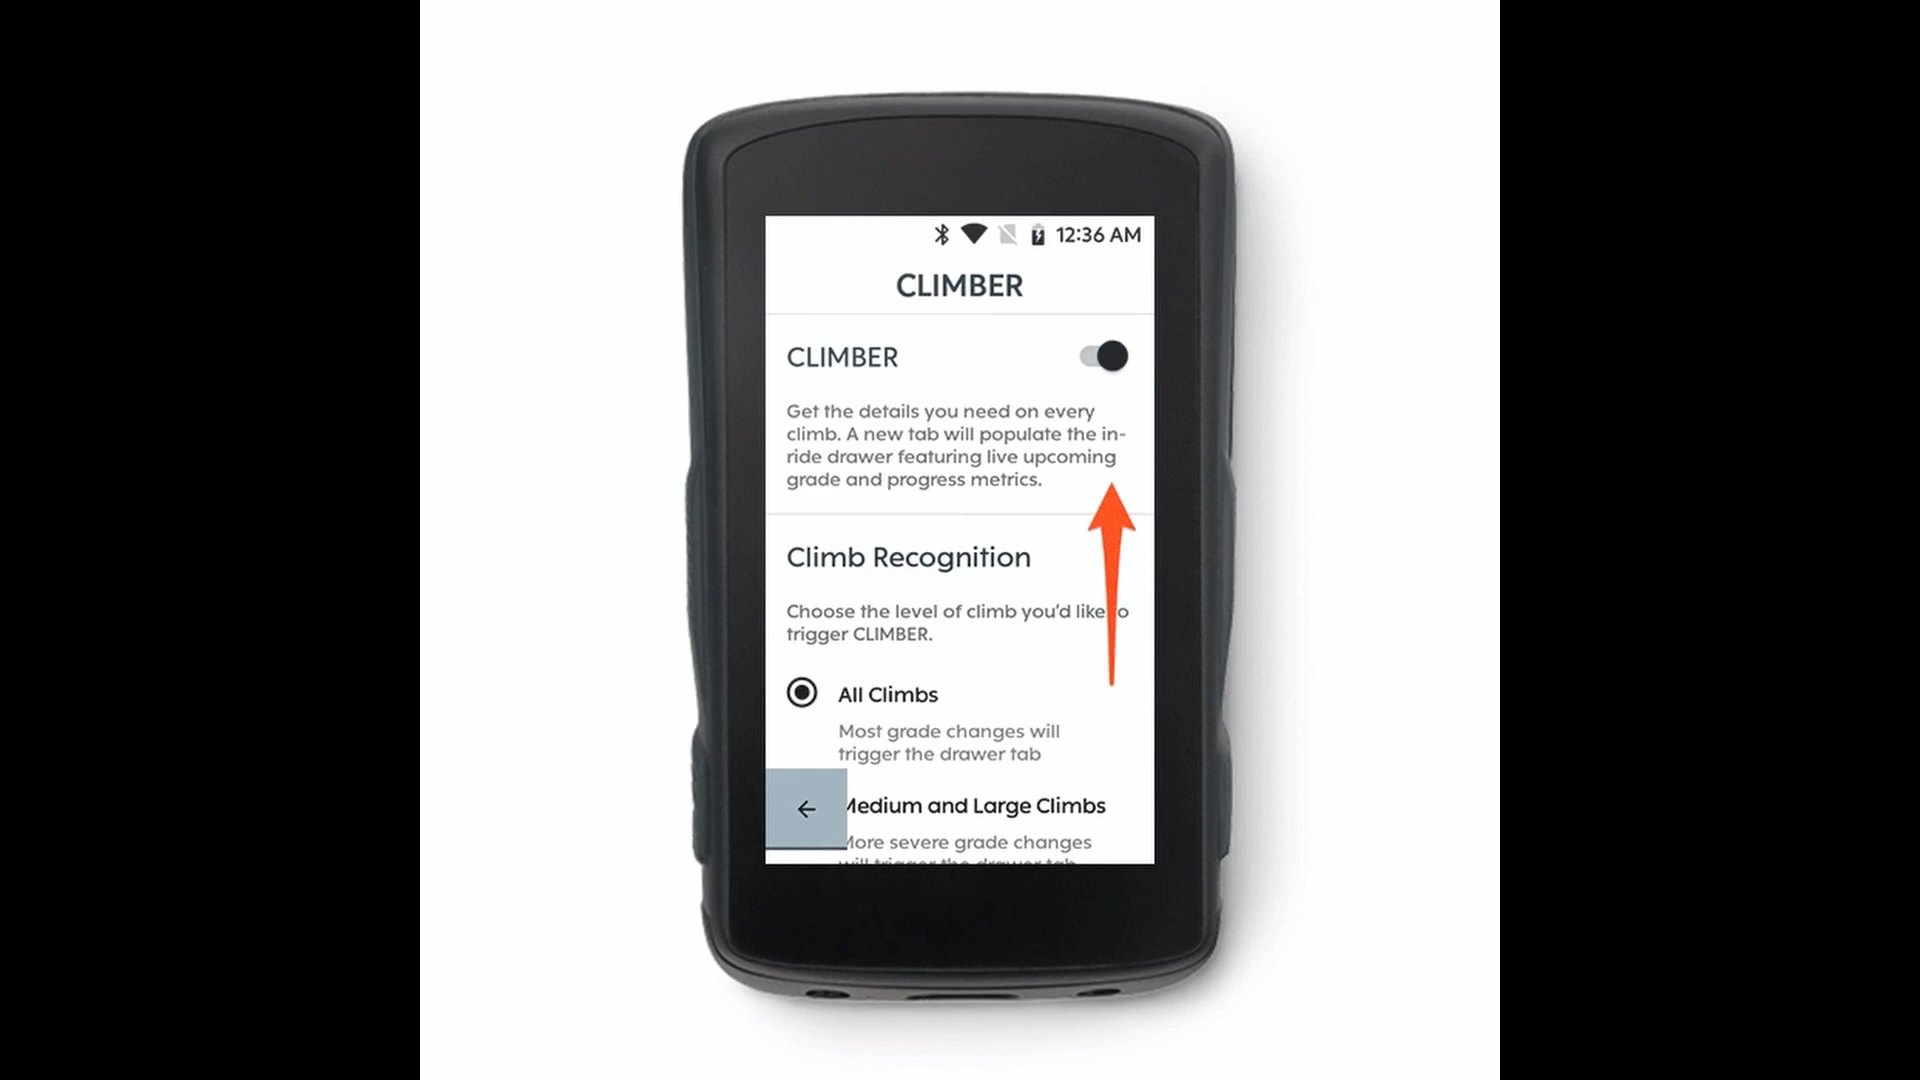 12:36 AM
CLIMBER
CLIMBER
Get the details you need on every
climb. A new tab will populate the in-
ride drawer featuring live upcoming
grade and progress metrics.
Climb Recognition
Choose the level of climb you'd like to
trigger CLIMBER.
All Climbs
Most grade changes will
trigger the drawer tab
Medium and Large Climbs
More severe grade changes
will trigger the drawer tab